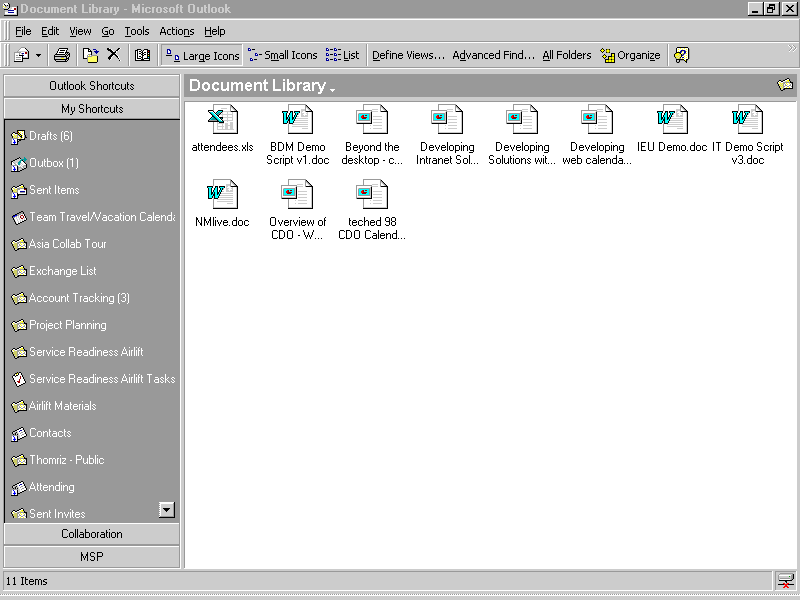 Document Library - Microsoft Outlook
File Edit View Go Tools Actions Help
Large Icons Small Icons List Define Views... Advanced Find... All Folders Organize
Outlook Shortcuts
My Shortcuts
Drafts (6)
Outbox (1)
Sent Items
Team Travel/Vacation Calenda
Asia Collab Tour
Exchange List
Account Tracking (3)
Project Planning
Service Readiness Airlift
Service Readiness Airlift Tasks
Airlift Materials
Contacts
Thomriz - Public
Attending
Sent Invites
Collaboration
MSP
Document Library
attendees.xls
BDM Demo
Script v1.doc
Beyond the
desktop - c...
Developing
Intranet Sol...
Developing
Solutions wit...
Developing
web calenda...
IEU Demo.doc
IT Demo Script
v3.doc
NMlive.doc
Overview of
CDO - W...
teched 98
CDO Calend...
11 Items